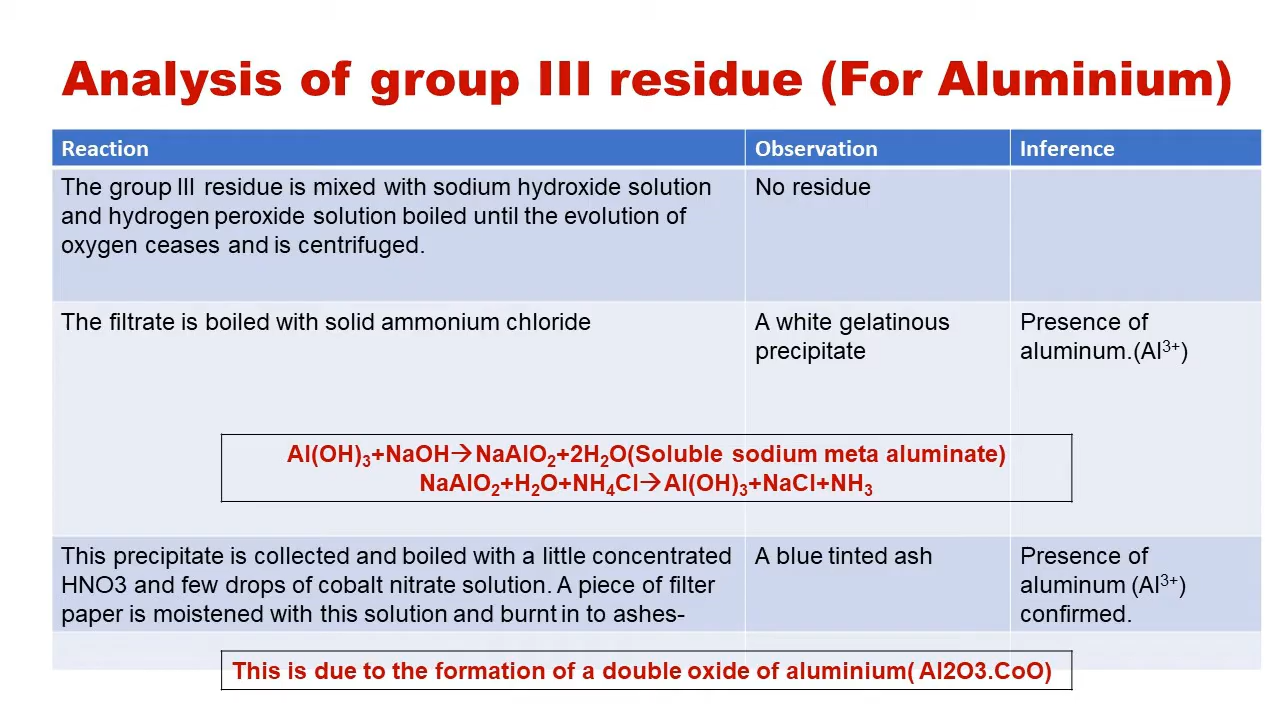 Analysis of group III residue (For Aluminium)
Reaction
Observation
Inference
The group III residue is mixed with sodium hydroxide solution
and hydrogen peroxide solution boiled until the evolution of
oxygen ceases and is centrifuged.
No residue
The filtrate is boiled with solid ammonium chloride
A white gelatinous
precipitate
Presence of
aluminum.(Al³⁺)
Al(OH)₃+NaOH→NaAlO₂+2H₂O(Soluble sodium meta aluminate)
NaAlO₂+H₂O+NH₄Cl→Al(OH)₃+NaCl+NH₃
This precipitate is collected and boiled with a little concentrated
HNO3 and few drops of cobalt nitrate solution. A piece of filter
paper is moistened with this solution and burnt in to ashes-
A blue tinted ash
Presence of
aluminum (Al³⁺)
confirmed.
This is due to the formation of a double oxide of aluminium( Al2O3.CoO)